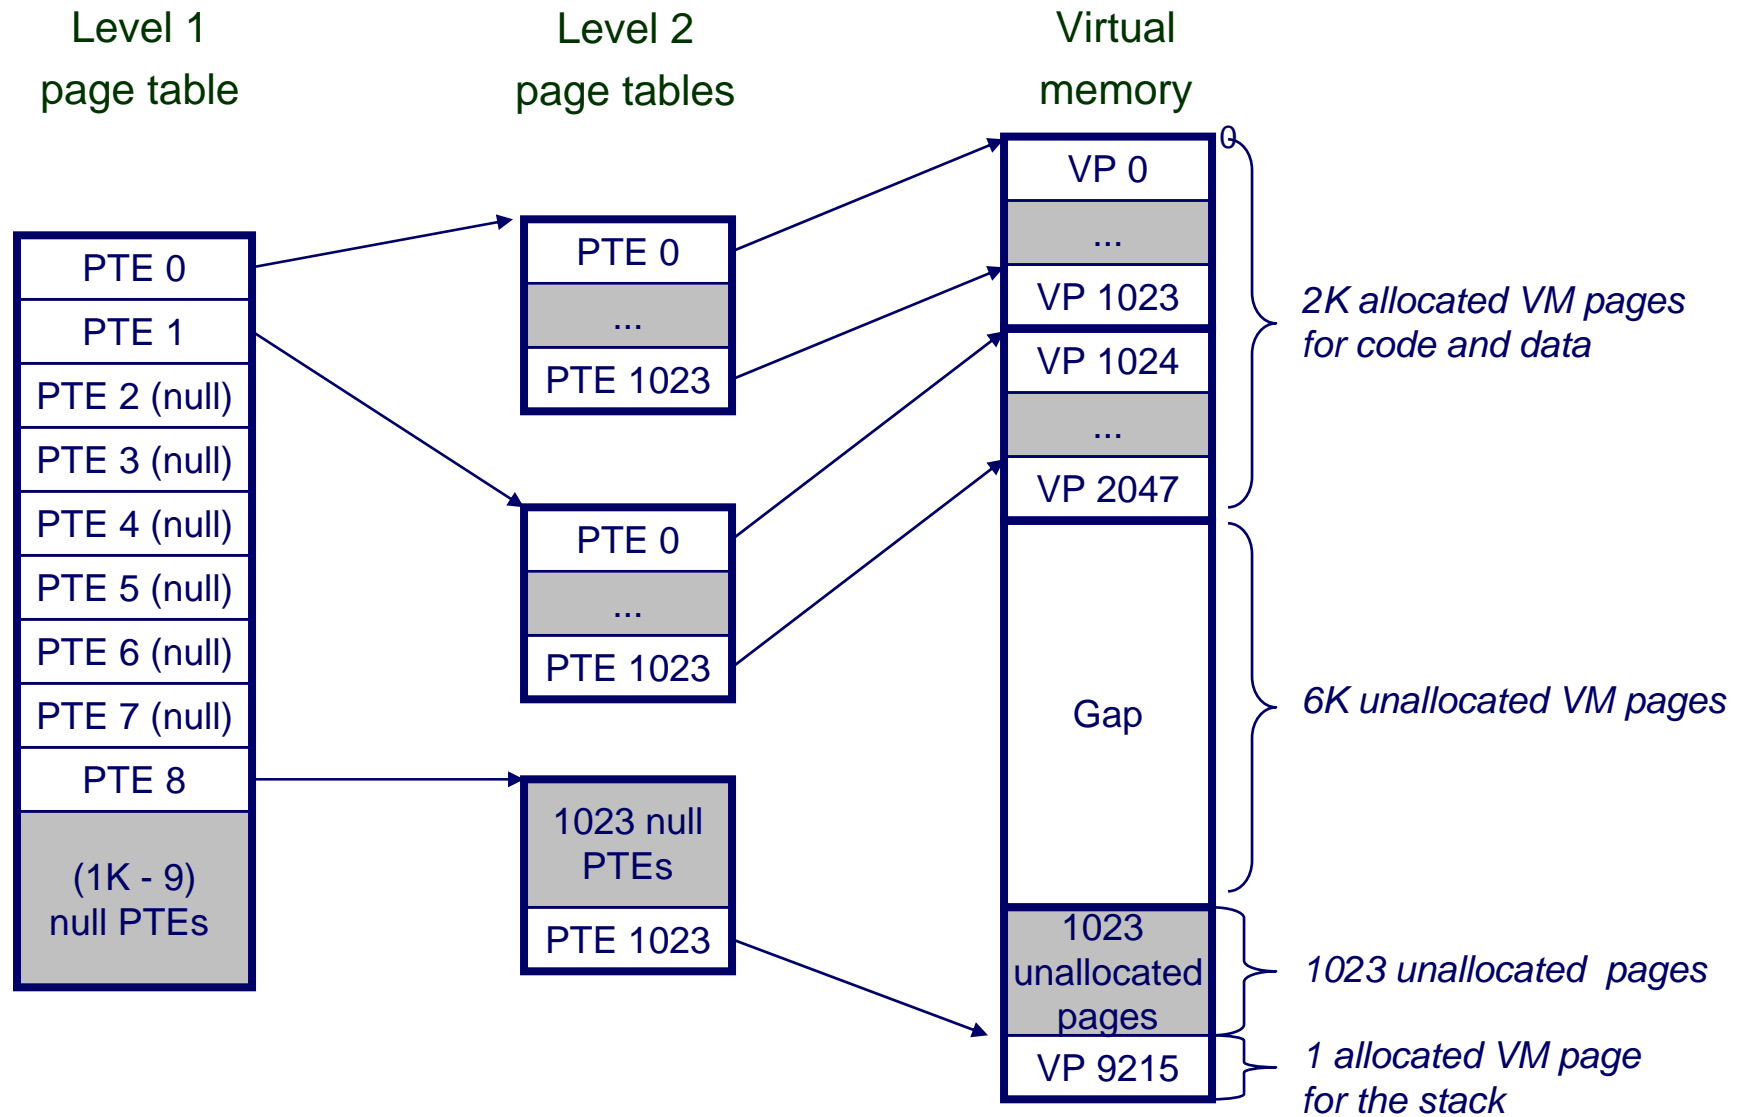 Level 1
page table
Level 2
page tables
Virtual
memory
PTE 0
PTE 1
PTE 2 (null)
PTE 3 (null)
PTE 4 (null)
PTE 5 (null)
PTE 6 (null)
PTE 7 (null)
PTE 8
(1K - 9)
null PTEs
PTE 0
...
PTE 1023
PTE 0
...
PTE 1023
1023 null
PTEs
PTE 1023
0
VP 0
...
VP 1023
VP 1024
...
VP 2047
Gap
1023
unallocated
pages
VP 9215
2K allocated VM pages
for code and data
6K unallocated VM pages
1023 unallocated  pages
1 allocated VM page
for the stack